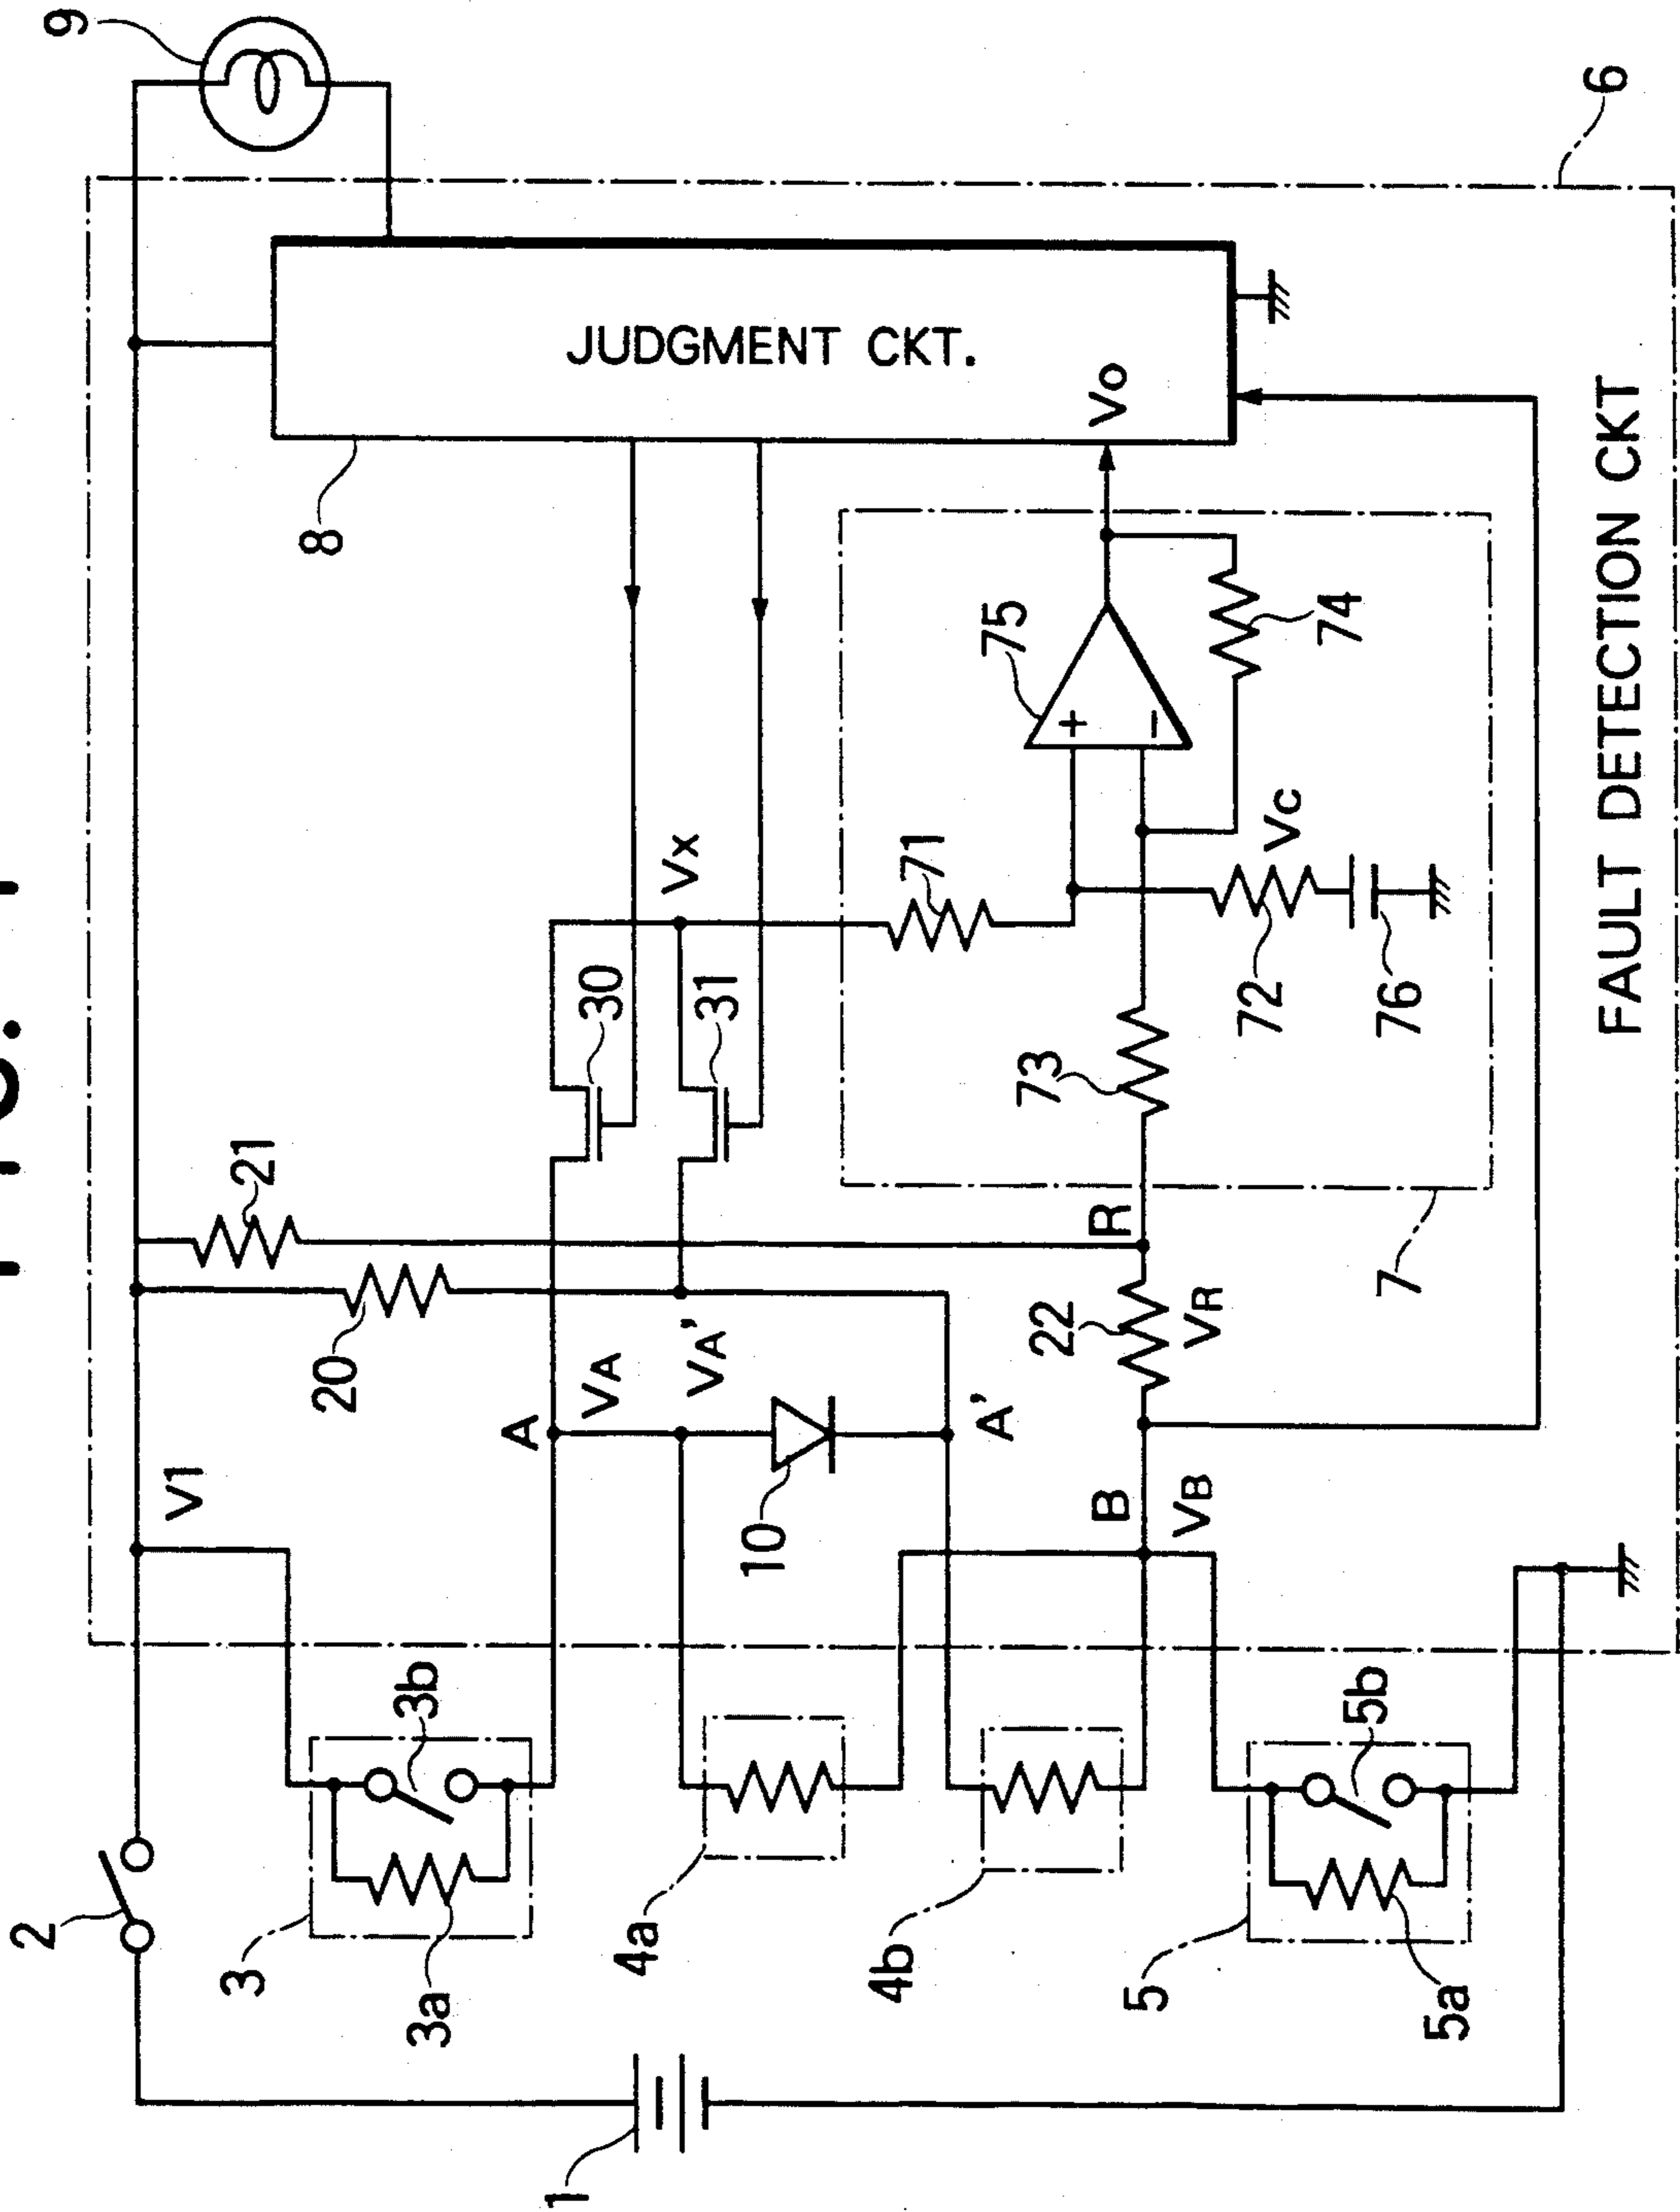 9
6
JUDGMENT CKT.
Vo
8
75
74
+
−
Vx
71
Vc
72
76
30
31
73
21
R
7
20
22
VR
VA
VA'
A
A'
V1
10
B
VB
3b
5b
2
3
3a
4a
4b
5
5a
1
FAULT DETECTION CKT